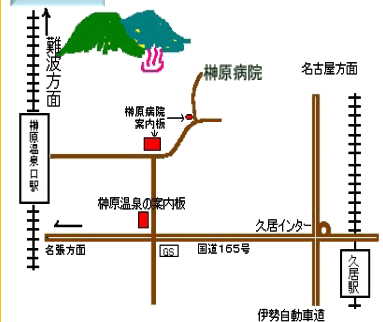 難波方面
榊原病院
名古屋方面
榊原病院
案内板
榊原温泉口駅
榊原温泉の案内板
久居インター
名張方面
GS
国道165号
久居駅
伊勢自動車道